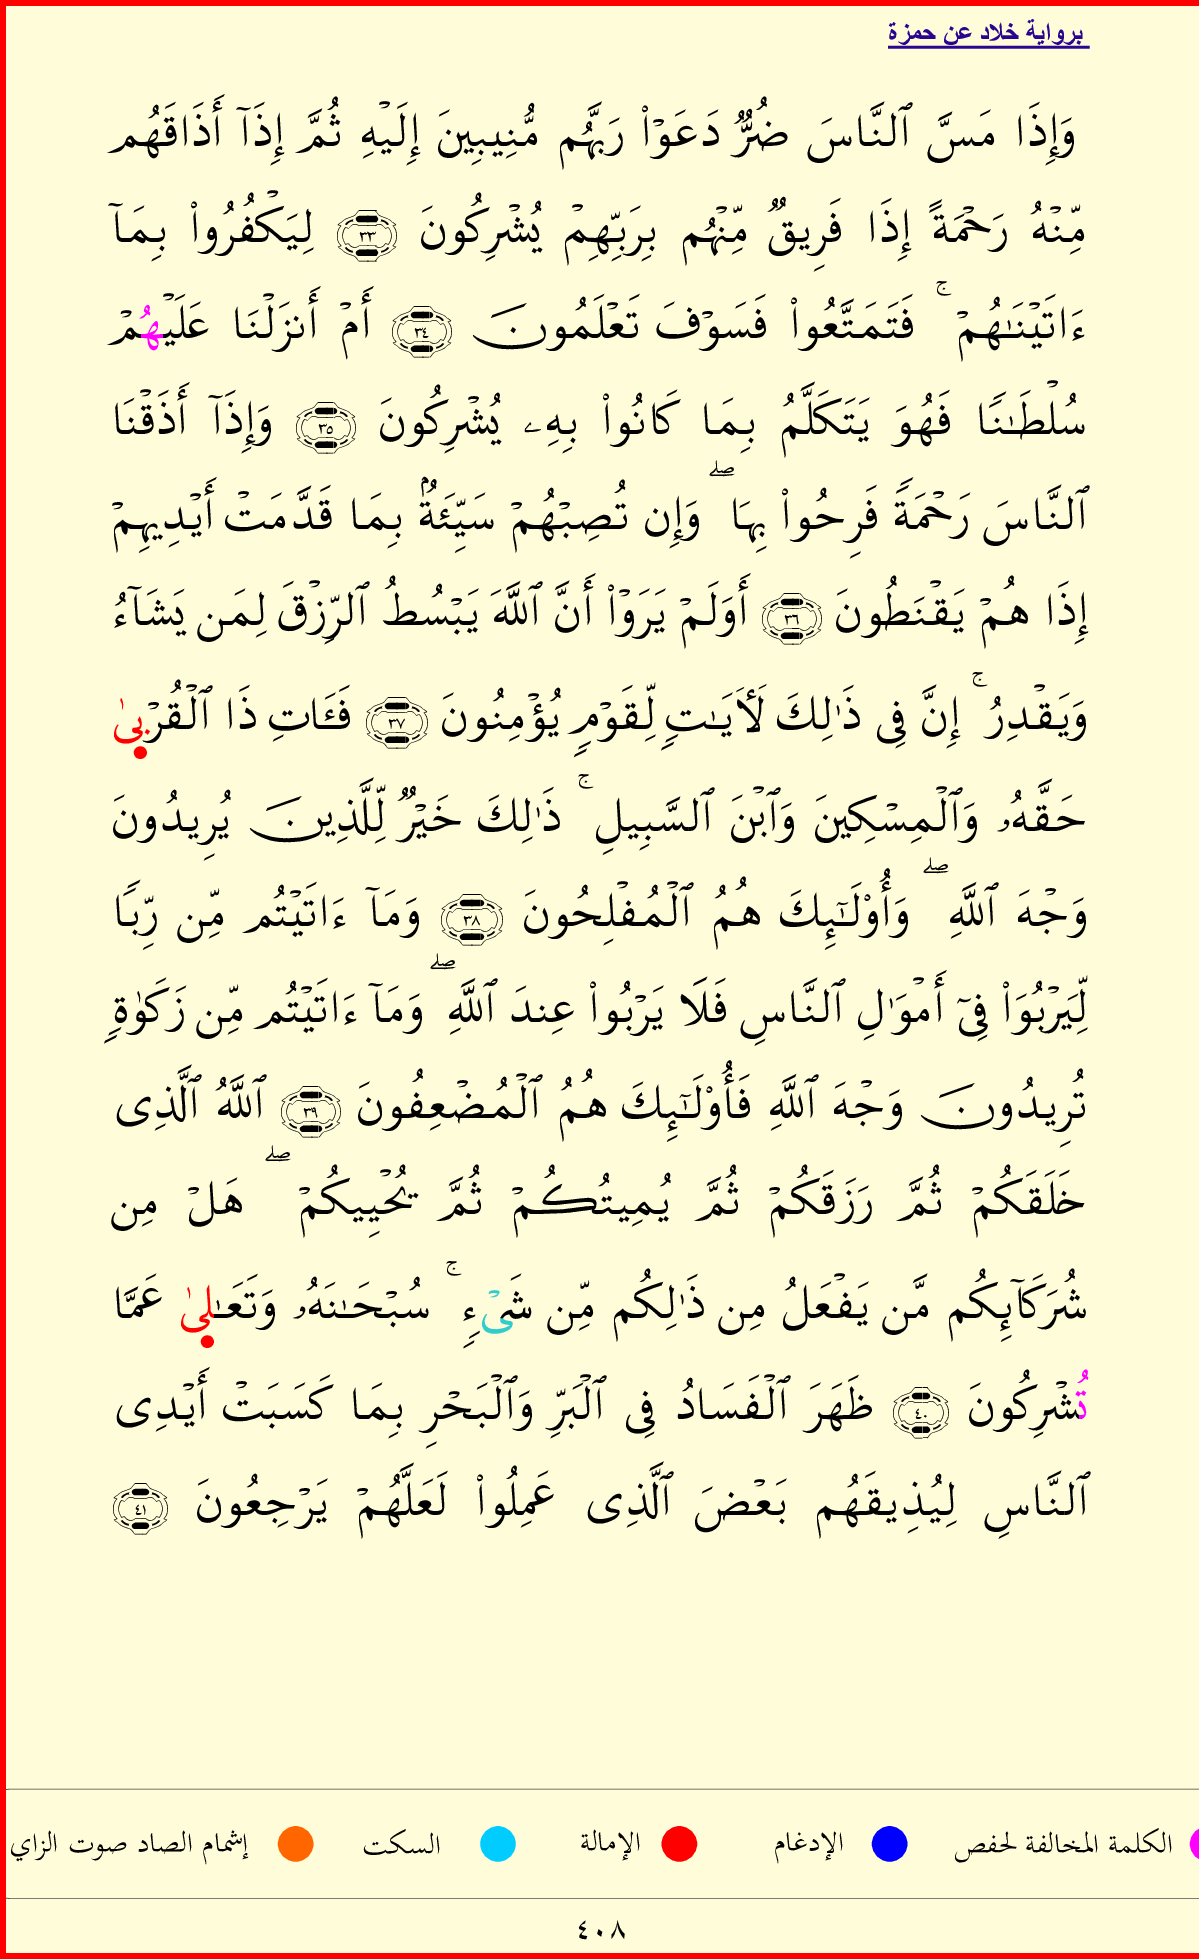 برواية خلاد عن حمزة
وَإِذَا مَسَّ ٱلنَّاسَ ضُرٌّ دَعَوْا۟ رَبَّهُم مُّنِيبِينَ إِلَيْهِ ثُمَّ إِذَآ أَذَاقَهُم
مِّنْهُ رَحْمَةً إِذَا فَرِيقٌ مِّنْهُم بِرَبِّهِمْ يُشْرِكُونَ ٣٣ لِيَكْفُرُوا۟ بِمَآ
ءَاتَيْنَٰهُمْ ۚ فَتَمَتَّعُوا۟ فَسَوْفَ تَعْلَمُونَ ٣٤ أَمْ أَنزَلْنَا عَلَيْهُمْ
سُلْطَٰنًا فَهُوَ يَتَكَلَّمُ بِمَا كَانُوا۟ بِهِۦ يُشْرِكُونَ ٣٥ وَإِذَآ أَذَقْنَا
ٱلنَّاسَ رَحْمَةً فَرِحُوا۟ بِهَا ۖ وَإِن تُصِبْهُمْ سَيِّئَةٌۢ بِمَا قَدَّمَتْ أَيْدِيهِمْ
إِذَا هُمْ يَقْنَطُونَ ٣٦ أَوَلَمْ يَرَوْا۟ أَنَّ ٱللَّهَ يَبْسُطُ ٱلرِّزْقَ لِمَن يَشَآءُ
وَيَقْدِرُ ۚ إِنَّ فِى ذَٰلِكَ لَءَايَٰتٍ لِّقَوْمٍ يُؤْمِنُونَ ٣٧ فَـَٔاتِ ذَا ٱلْقُرْبىٰ
حَقَّهُۥ وَٱلْمِسْكِينَ وَٱبْنَ ٱلسَّبِيلِ ۚ ذَٰلِكَ خَيْرٌ لِّلَّذِينَ يُرِيدُونَ
وَجْهَ ٱللَّهِ ۖ وَأُو۟لَٰٓئِكَ هُمُ ٱلْمُفْلِحُونَ ٣٨ وَمَآ ءَاتَيْتُم مِّن رِّبًا
لِّيَرْبُوَا۟ فِىٓ أَمْوَٰلِ ٱلنَّاسِ فَلَا يَرْبُوا۟ عِندَ ٱللَّهِ ۖ وَمَآ ءَاتَيْتُم مِّن زَكَوٰةٍ
تُرِيدُونَ وَجْهَ ٱللَّهِ فَأُو۟لَٰٓئِكَ هُمُ ٱلْمُضْعِفُونَ ٣٩ ٱللَّهُ ٱلَّذِى
خَلَقَكُمْ ثُمَّ رَزَقَكُمْ ثُمَّ يُمِيتُكُمْ ثُمَّ يُحْيِيكُمْ ۖ هَلْ مِن
شُرَكَآئِكُم مَّن يَفْعَلُ مِن ذَٰلِكُم مِّن شَىْءٍ ۚ سُبْحَٰنَهُۥ وَتَعَٰلىٰ عَمَّا
تُشْرِكُونَ ٤٠ ظَهَرَ ٱلْفَسَادُ فِى ٱلْبَرِّ وَٱلْبَحْرِ بِمَا كَسَبَتْ أَيْدِى
ٱلنَّاسِ لِيُذِيقَهُم بَعْضَ ٱلَّذِى عَمِلُوا۟ لَعَلَّهُمْ يَرْجِعُونَ ٤١
الكلمة المخالفة لحفص الإدغام الإمالة السكت إشمام الصاد صوت الزاي
٤٠٨